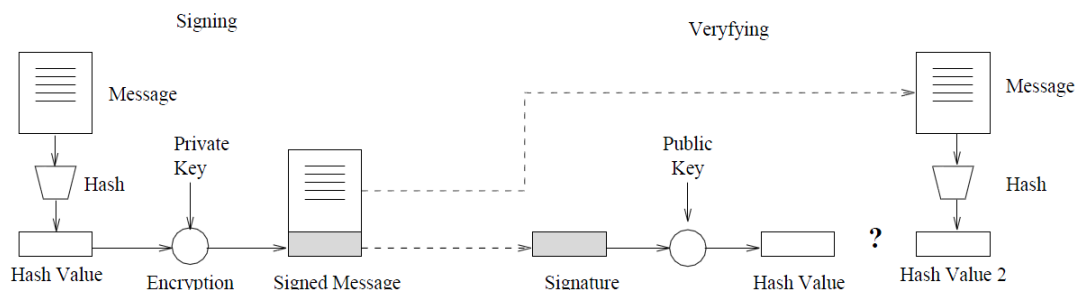 Signing
Veryfying
Message
Private
Key
Hash
Hash Value
Encryption
Signed Message
Public
Key
Signature
Hash Value
?
Message
Hash
Hash Value 2